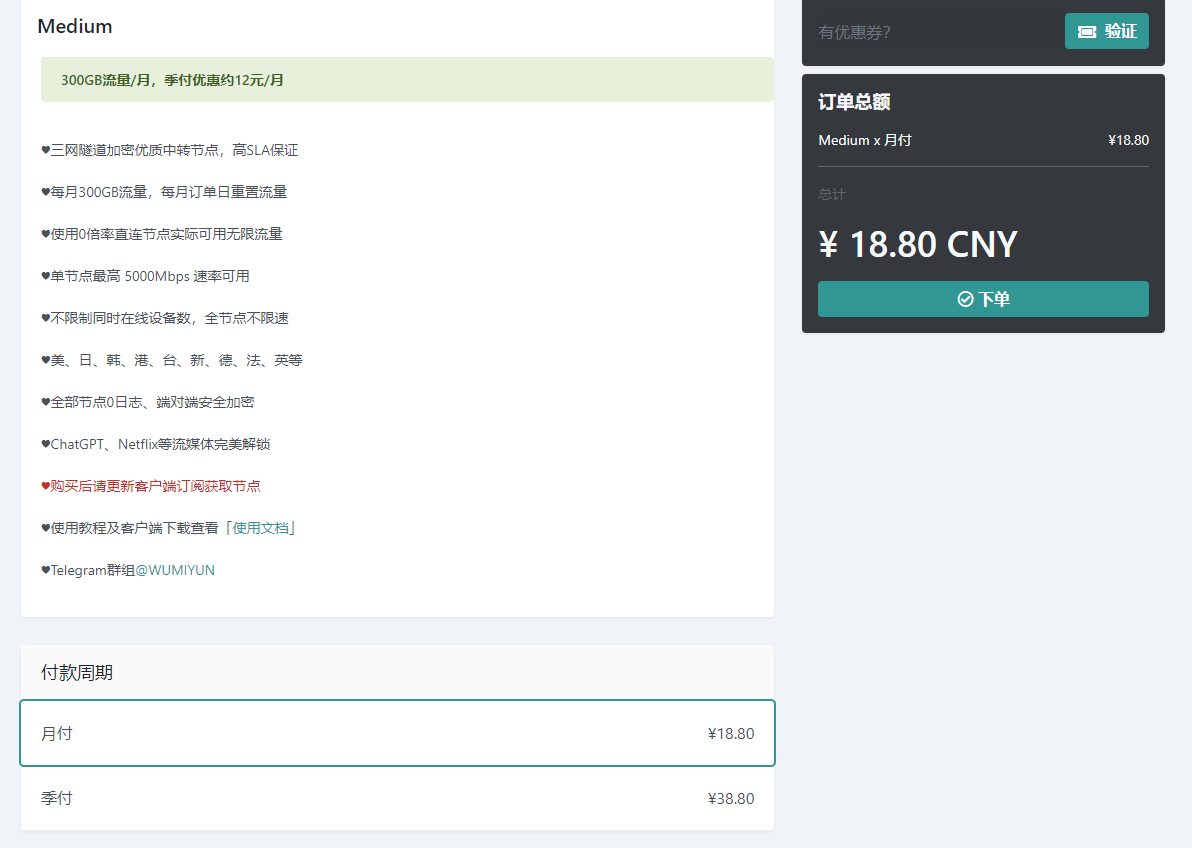 Medium
300GB流量/月，季付优惠约12元/月
♥三网隧道加密优质中转节点，高SLA保证
♥每月300GB流量，每月订单日重置流量
♥使用0倍率直连节点实际可用无限流量
♥单节点最高 5000Mbps 速率可用
♥不限制同时在线设备数，全节点不限速
♥美、日、韩、港、台、新、德、法、英等
♥全部节点0日志、端对端安全加密
♥ChatGPT、Netflix等流媒体完美解锁
♥购买后请更新客户端订阅获取节点
♥使用教程及客户端下载查看「使用文档」
♥Telegram群组@WUMIYUN
付款周期
月付 ¥18.80
季付 ¥38.80
有优惠券? 验证
订单总额
Medium x 月付 ¥18.80
总计
¥ 18.80 CNY
下单